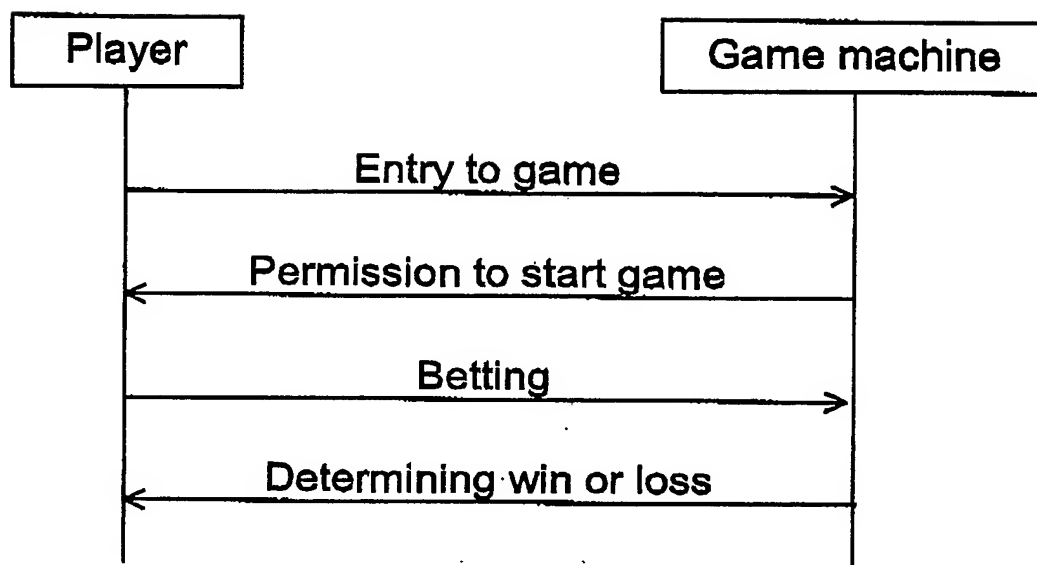 Player
Game machine
Entry to game
Permission to start game
Betting
Determining win or loss